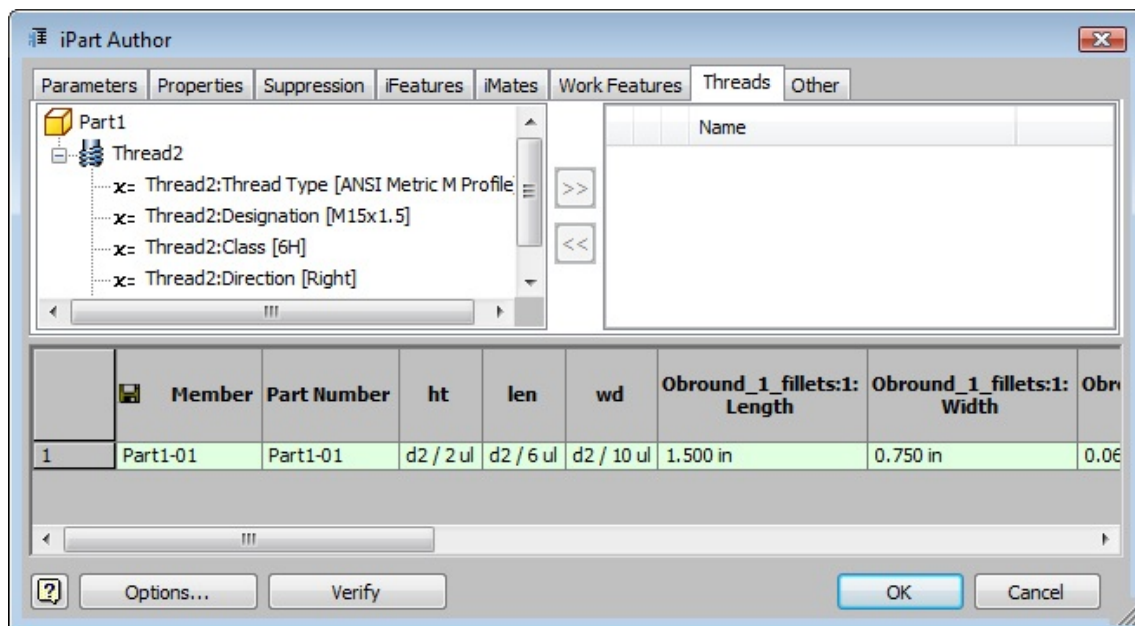 iPart Author
Parameters Properties Suppression iFeatures iMates Work Features Threads Other
Part1
Thread2
x= Thread2:Thread Type [ANSI Metric M Profile]
x= Thread2:Designation [M15x1.5]
x= Thread2:Class [6H]
x= Thread2:Direction [Right]
Name
>>
<<
Member Part Number ht len wd Obround_1_fillets:1: Length Obround_1_fillets:1: Width Obro
1 Part1-01 Part1-01 d2 / 2 ul d2 / 6 ul d2 / 10 ul 1.500 in 0.750 in 0.06
Options... Verify OK Cancel